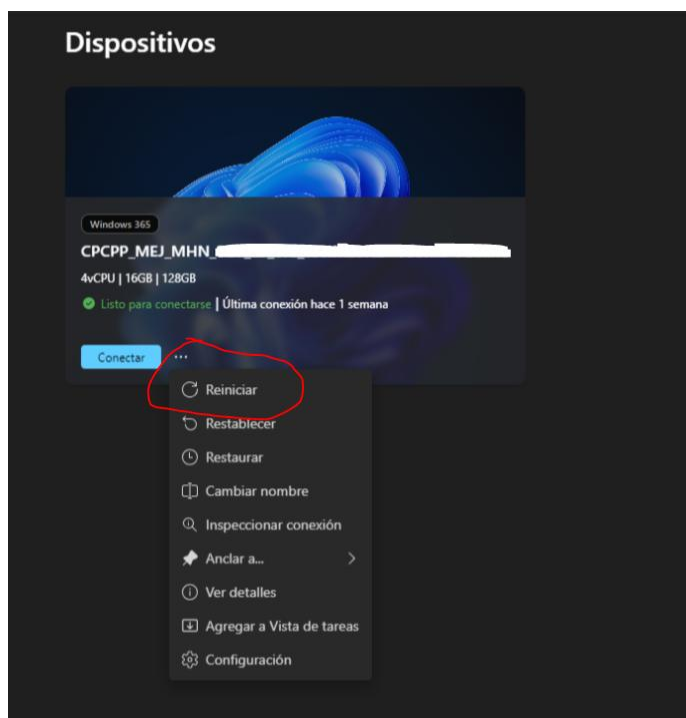 Dispositivos
Windows 365
CPCPP_MEJ_MHN_
4vCPU | 16GB | 128GB
Listo para conectarse | Última conexión hace 1 semana
Conectar ...
Reiniciar
Restablecer
Restaurar
Cambiar nombre
Inspeccionar conexión
Anclar a... >
Ver detalles
Agregar a Vista de tareas
Configuración